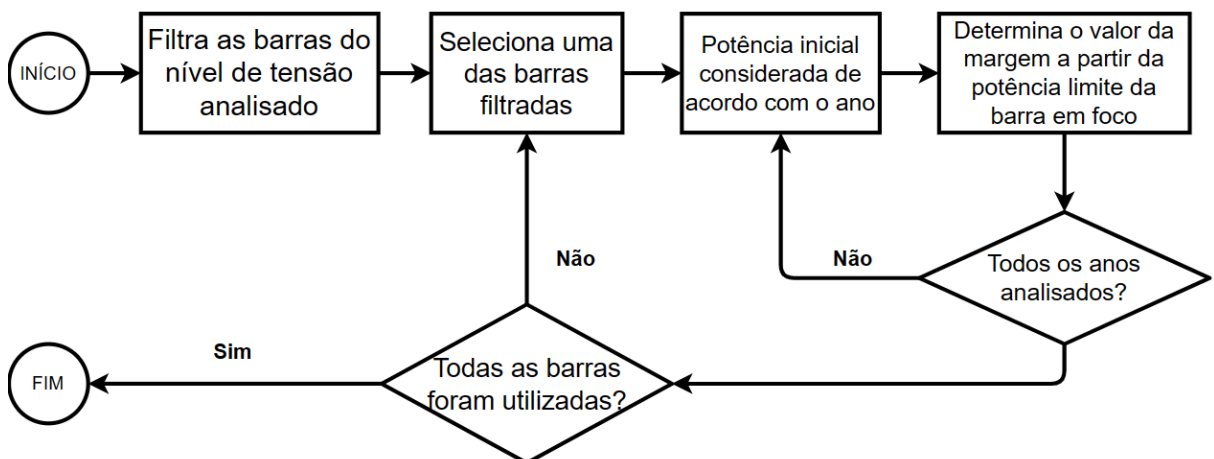 INÍCIO
Filtra as barras do
nível de tensão
analisado
Seleciona uma
das barras
filtradas
Potência inicial
considerada de
acordo com o ano
Determina o valor da
margem a partir da
potência limite da
barra em foco
Todos os anos
analisados?
Não
Não
Todas as barras
foram utilizadas?
Sim
FIM